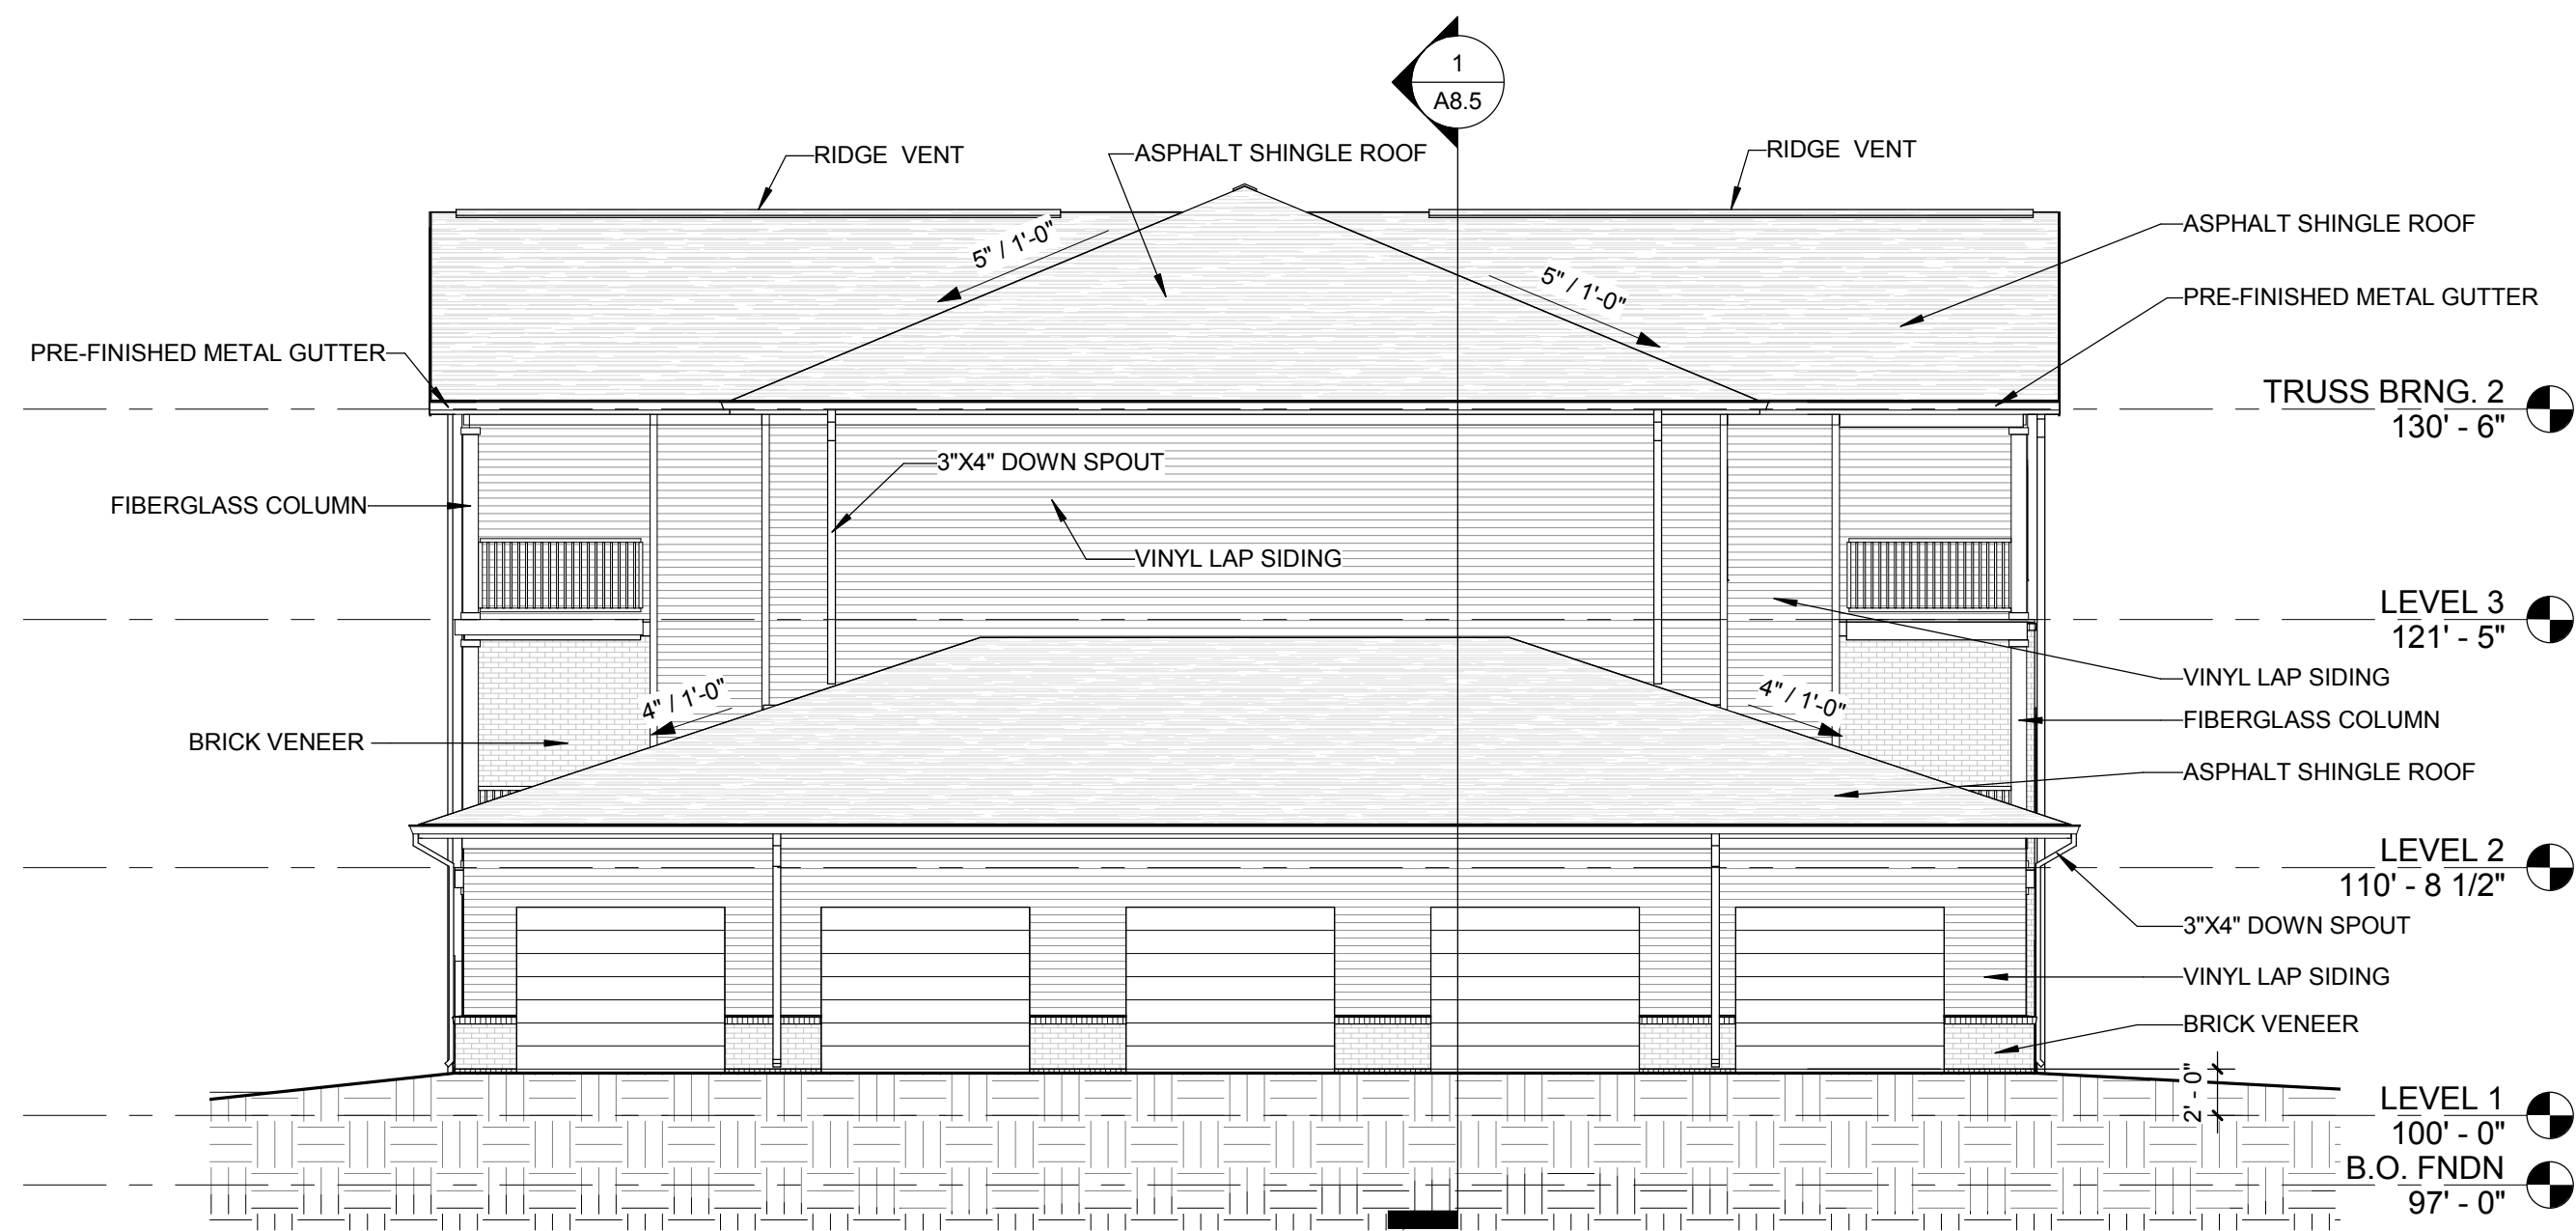 1
A8.5
RIDGE VENT
ASPHALT SHINGLE ROOF
RIDGE VENT
ASPHALT SHINGLE ROOF
5" / 1'-0"
5" / 1'-0"
PRE-FINISHED METAL GUTTER
PRE-FINISHED METAL GUTTER
TRUSS BRNG. 2
130' - 6"
3"X4" DOWN SPOUT
FIBERGLASS COLUMN
VINYL LAP SIDING
LEVEL 3
121' - 5"
VINYL LAP SIDING
4" / 1'-0"
4" / 1'-0"
FIBERGLASS COLUMN
BRICK VENEER
ASPHALT SHINGLE ROOF
LEVEL 2
110' - 8 1/2"
3"X4" DOWN SPOUT
VINYL LAP SIDING
BRICK VENEER
2' - 0"
LEVEL 1
100' - 0"
B.O. FNDN
97' - 0"